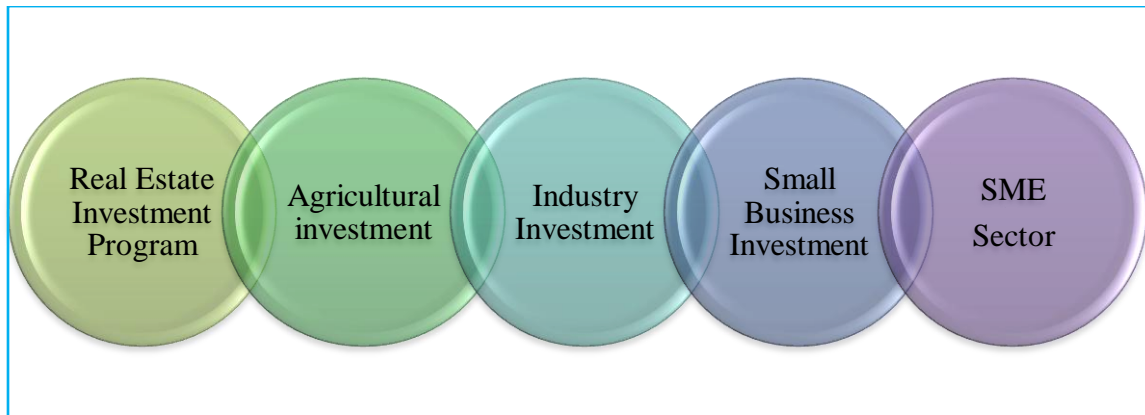 Real Estate
Investment
Program
Agricultural
investment
Industry
Investment
Small
Business
Investment
SME
Sector